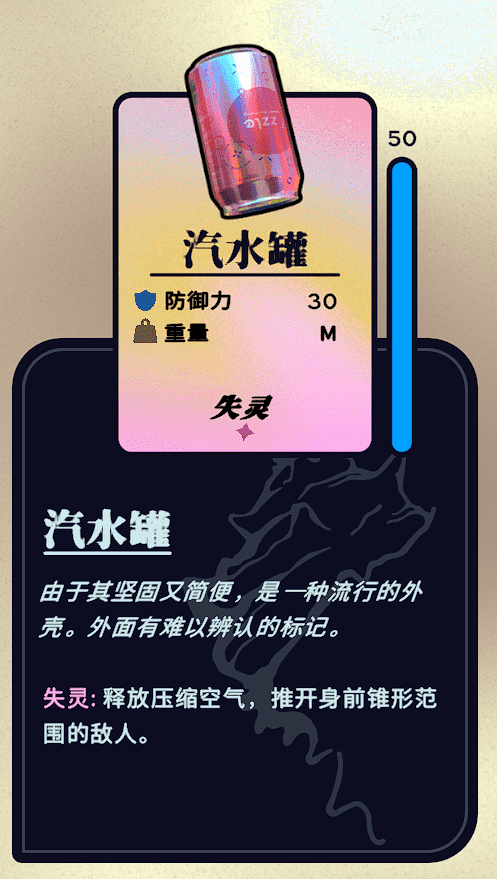 50
汽水罐
防御力 30
重量 M
失灵
汽水罐
由于其坚固又简便，是一种流行的外
壳。外面有难以辨认的标记。
失灵: 释放压缩空气，推开身前锥形范
围的敌人。